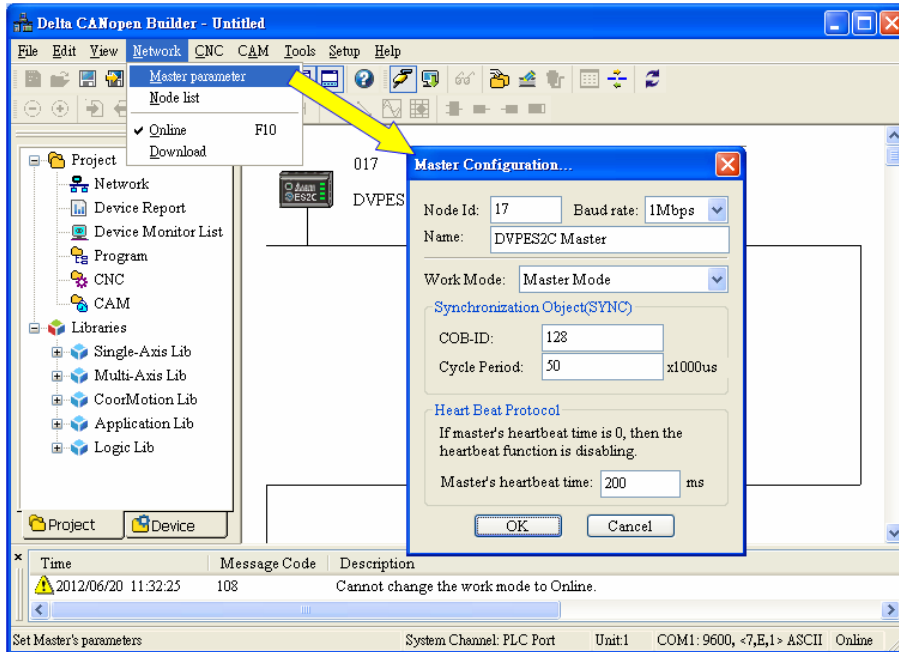 Delta CANopen Builder - Untitled
File Edit View Network CNC CAM Tools Setup Help
Master parameter
Node list
Online F10
Download
Project
Network
Device Report
Device Monitor List
Program
CNC
CAM
Libraries
Single-Axis Lib
Multi-Axis Lib
CoorMotion Lib
Application Lib
Logic Lib
Project Device
017
DVPES
ES2C
Master Configuration...
Node Id: 17 Baud rate: 1Mbps
Name: DVPES2C Master
Work Mode: Master Mode
Synchronization Object(SYNC)
COB-ID: 128
Cycle Period: 50 x1000us
Heart Beat Protocol
If master's heartbeat time is 0, then the
heartbeat function is disabling.
Master's heartbeat time: 200 ms
OK Cancel
Time Message Code Description
2012/06/20 11:32:25 108 Cannot change the work mode to Online.
Set Master's parameters System Channel: PLC Port Unit:1 COM1: 9600, <7,E,1> ASCII Online